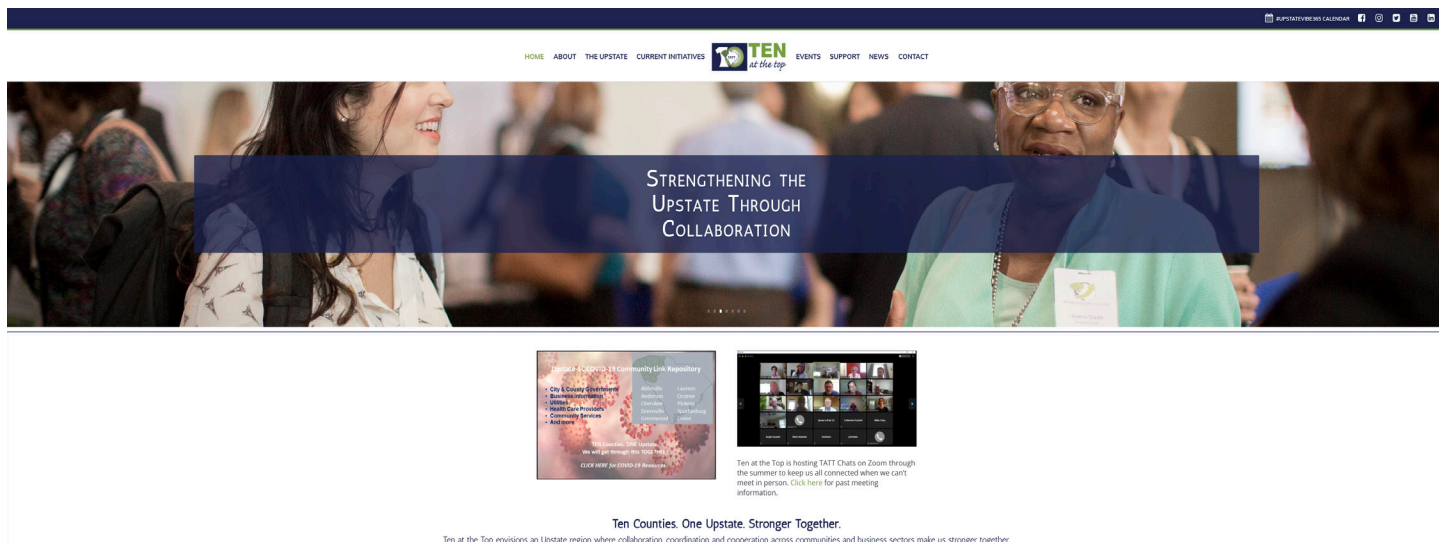 #UPSTATEVIBE365 CALENDAR
HOME ABOUT THE UPSTATE CURRENT INITIATIVES TATT TEN at the top EVENTS SUPPORT NEWS CONTACT
STRENGTHENING THE
UPSTATE THROUGH
COLLABORATION
Upstate SC COVID-19 Community Link Repository
• City & County Governments
• Business Information
• Utilities
• Health Care Providers
• Community Services
• And more
Abbeville Laurens
Anderson Oconee
Cherokee Pickens
Greenville Spartanburg
Greenwood Union
TEN Counties. ONE Upstate.
We will get through this TOGETHER!
CLICK HERE for COVID-19 Resources
Ten at the Top is hosting TATT Chats on Zoom through
the summer to keep us all connected when we can't
meet in person. Click here for past meeting
information.
Ten Counties. One Upstate. Stronger Together.
Ten at the Top envisions an Upstate region where collaboration, coordination and cooperation across communities and business sectors make us stronger together.